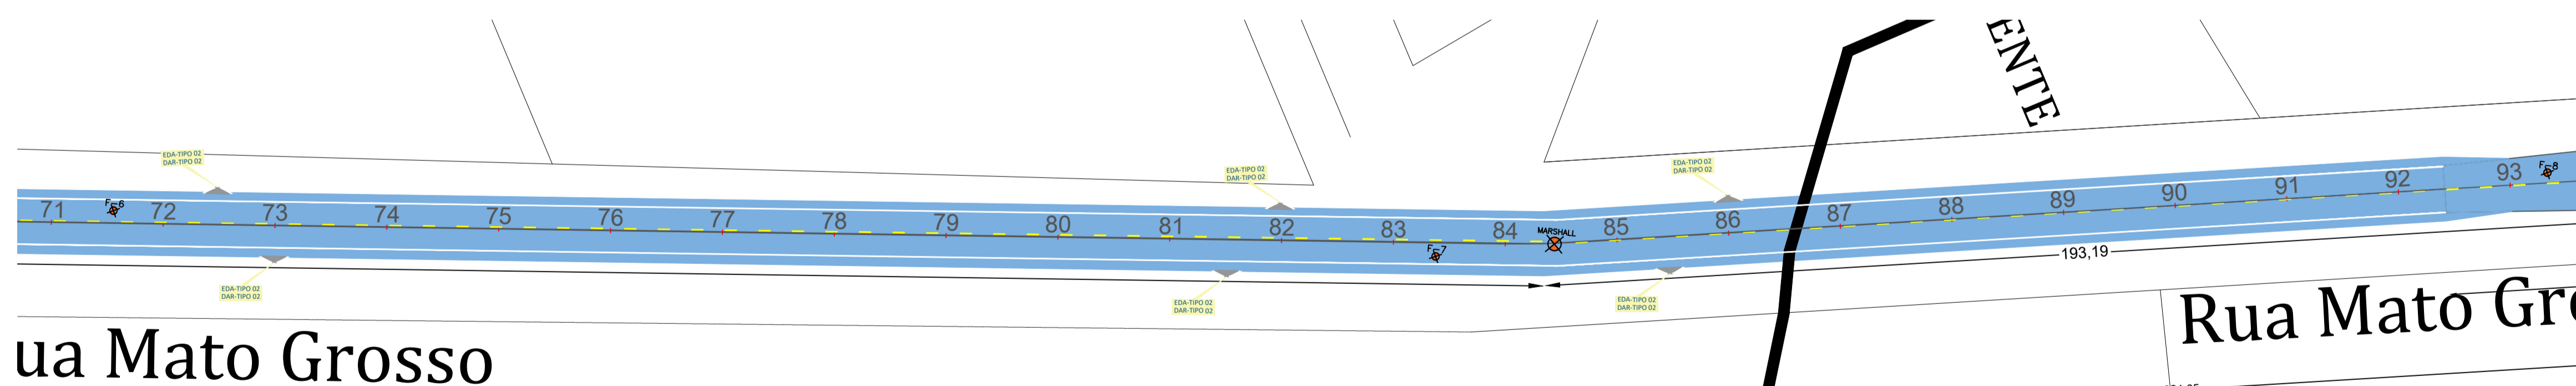 ENTE
EDA-TIPO 02
DAR-TIPO 02
EDA-TIPO 02
DAR-TIPO 02
EDA-TIPO 02
DAR-TIPO 02
71 F-6 72 73 74 75 76 77 78 79 80 81 82 83 84 MARSHALL 85 86 87 88 89 90 91 92 93 F-8
F-7
193,19
EDA-TIPO 02
DAR-TIPO 02
EDA-TIPO 02
DAR-TIPO 02
EDA-TIPO 02
DAR-TIPO 02
ua Mato Grosso
Rua Mato Gro